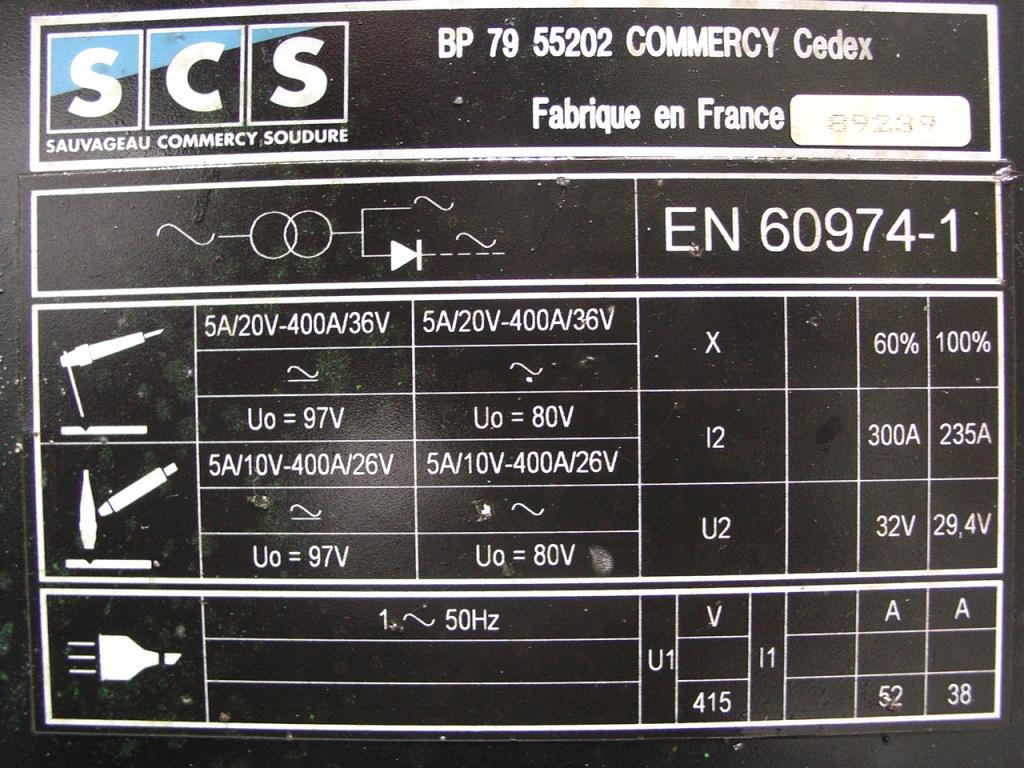 SCS
SAUVAGEAU COMMERCY SOUDURE
BP 79 55202 COMMERCY Cedex
Fabrique en France 89239
EN 60974-1
5A/20V-400A/36V 5A/20V-400A/36V X 60% 100%
Uo = 97V Uo = 80V I2 300A 235A
5A/10V-400A/26V 5A/10V-400A/26V
Uo = 97V Uo = 80V U2 32V 29,4V
1 ~ 50Hz U1 V I1 A A
415 52 38